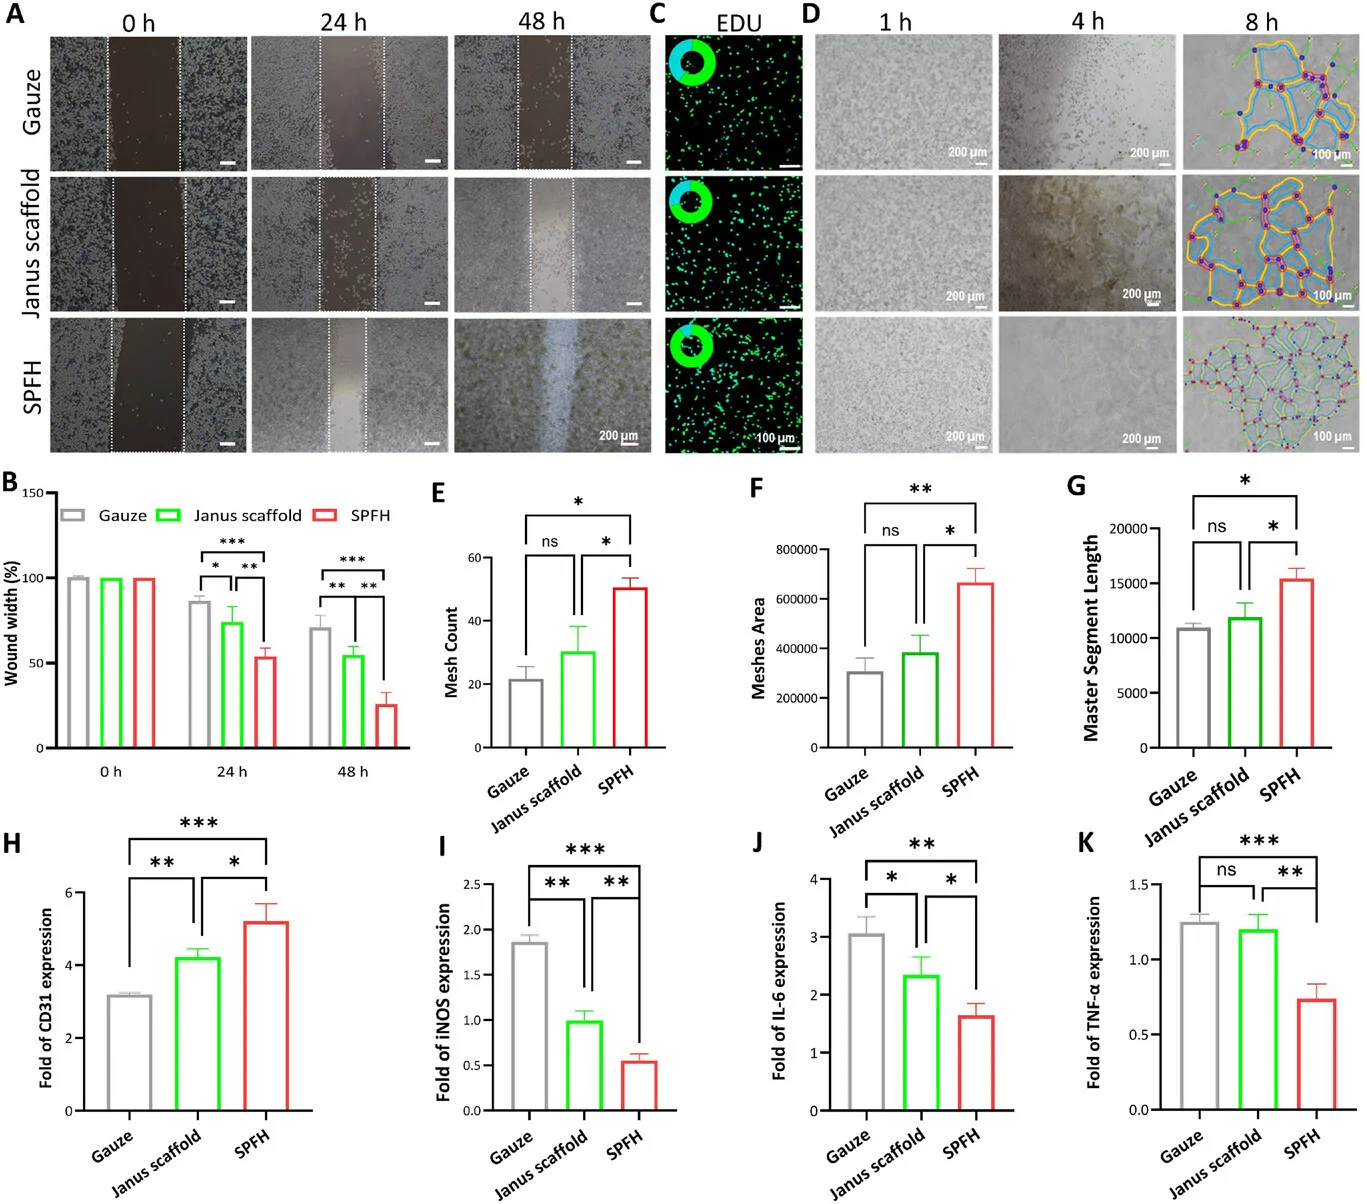 A
0 h
24 h
48 h
C
EDU
D
1 h
4 h
8 h
Gauze
200 µm
200 µm
100 µm
Janus scaffold
200 µm
200 µm
100 µm
SPFH
200 µm
100 µm
200 µm
200 µm
100 µm
B
Wound width (%)
150
100
50
0
Gauze
Janus scaffold
SPFH
***
*
**
***
**
**
0 h
24 h
48 h
E
Mesh Count
60
40
20
0
*
ns
*
Gauze
Janus scaffold
SPFH
F
Meshes Area
800000
600000
400000
200000
0
**
ns
*
Gauze
Janus scaffold
SPFH
G
Master Segment Length
20000
15000
10000
5000
0
*
ns
*
Gauze
Janus scaffold
SPFH
H
Fold of CD31 expression
6
4
2
0
***
**
*
Gauze
Janus scaffold
SPFH
I
Fold of iNOS expression
2.5
2.0
1.5
1.0
0.5
0.0
***
**
**
Gauze
Janus scaffold
SPFH
J
Fold of IL-6 expression
4
3
2
1
0
**
*
*
Gauze
Janus scaffold
SPFH
K
Fold of TNF-α expression
1.5
1.0
0.5
0.0
***
ns
**
Gauze
Janus scaffold
SPFH